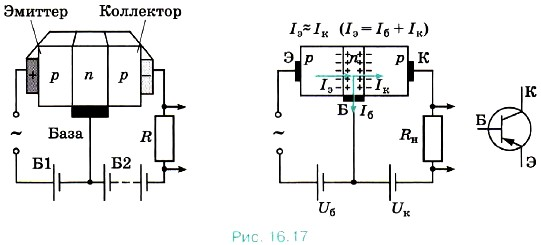 Эмиттер Коллектор
+ p n p −
~
База
R
Б1 Б2
Iэ ≈ Iк (Iэ = Iб + Iк)
Э p n p К
Iэ Iк
Б Iб
~
Rн
Uб Uк
К
Б
Э
Рис. 16.17